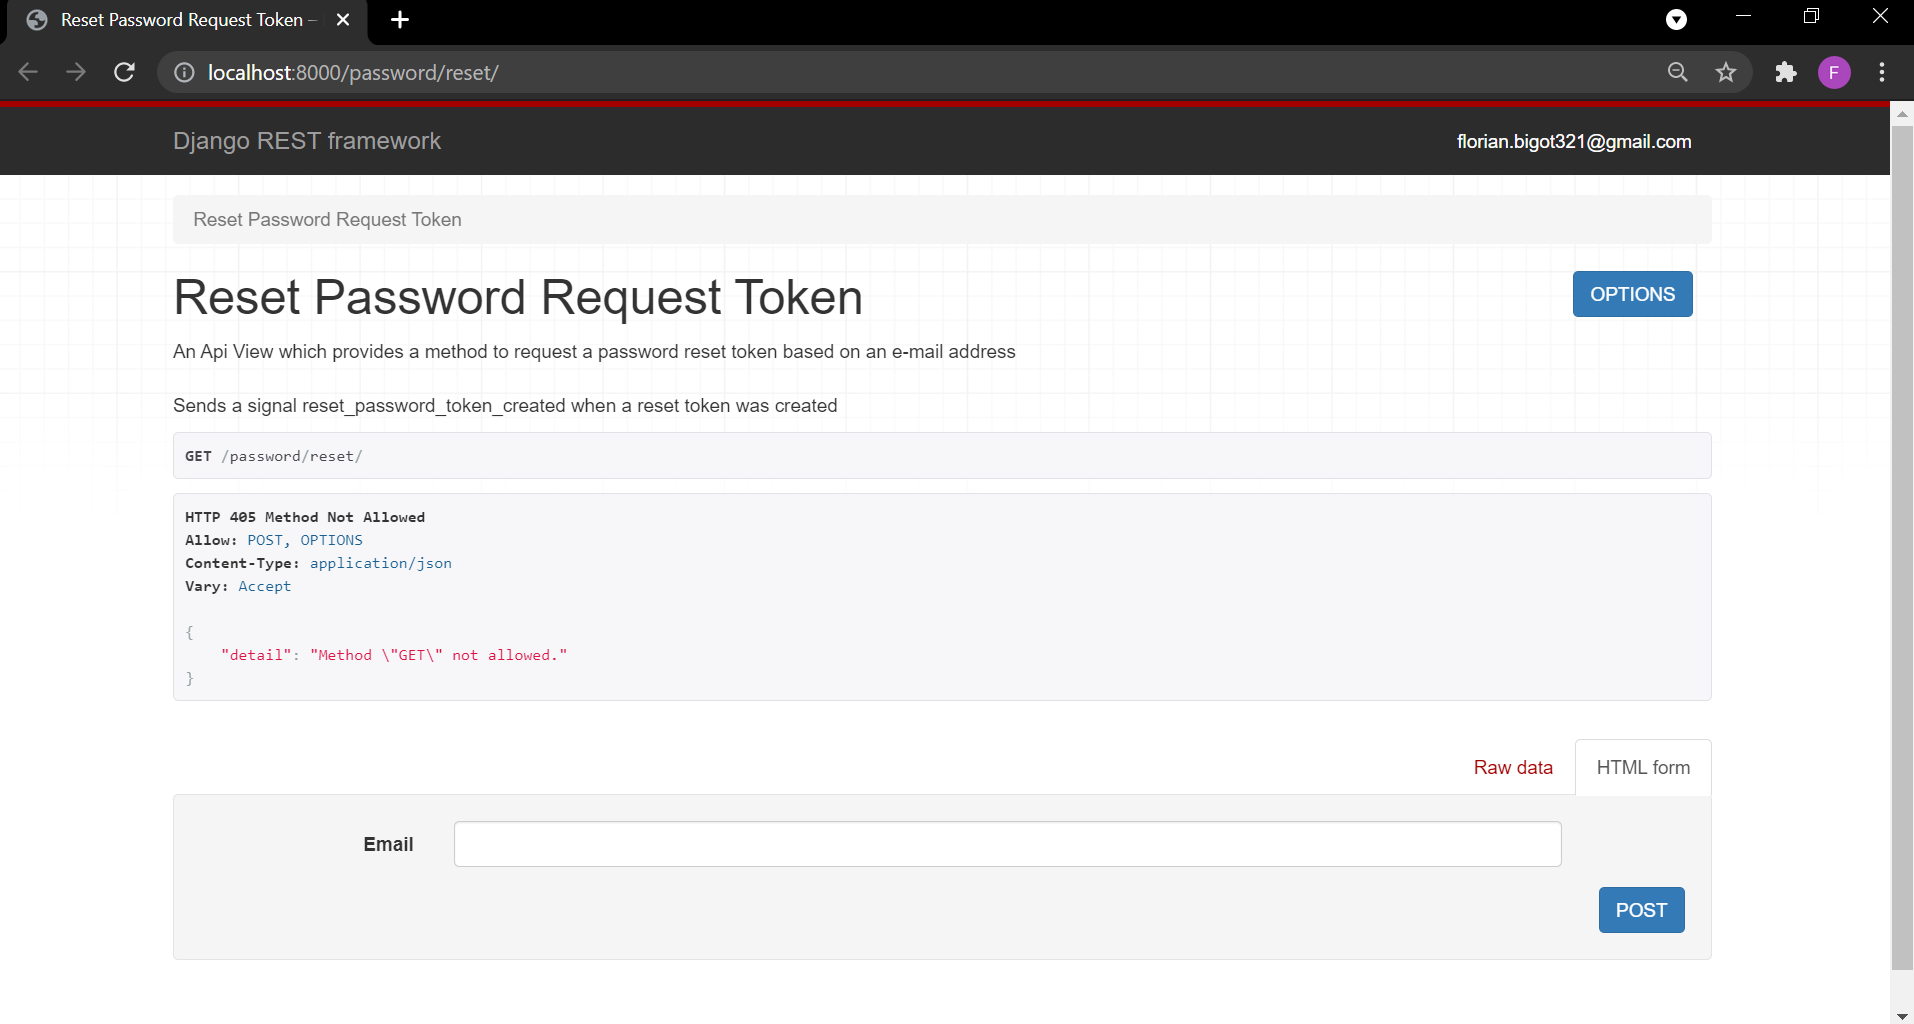 Reset Password Request Token –
localhost:8000/password/reset/
F
Django REST framework
florian.bigot321@gmail.com
Reset Password Request Token
Reset Password Request Token
OPTIONS
An Api View which provides a method to request a password reset token based on an e-mail address
Sends a signal reset_password_token_created when a reset token was created
GET /password/reset/
HTTP 405 Method Not Allowed
Allow: POST, OPTIONS
Content-Type: application/json
Vary: Accept
{
"detail": "Method \"GET\" not allowed."
}
Raw data
HTML form
Email
POST